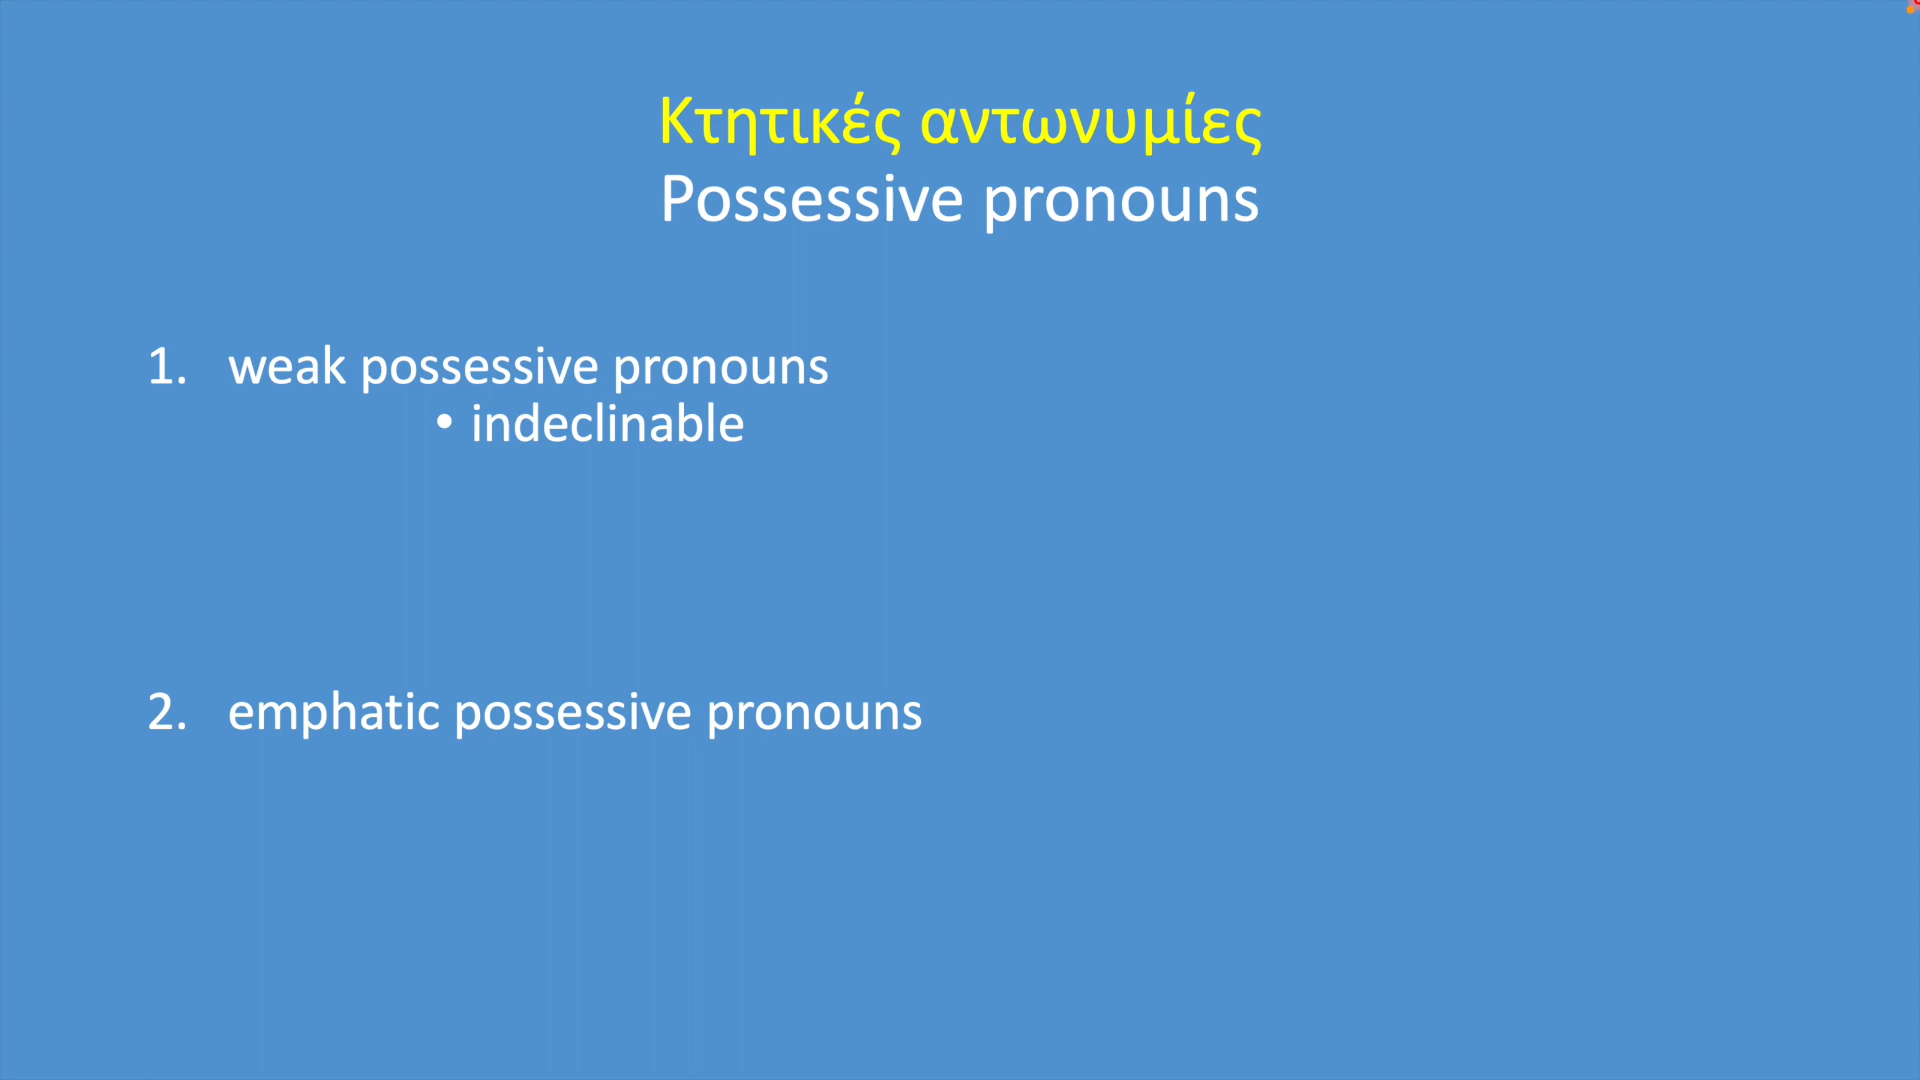 Κτητικές αντωνυμίες
Possessive pronouns
1. weak possessive pronouns
• indeclinable
2. emphatic possessive pronouns